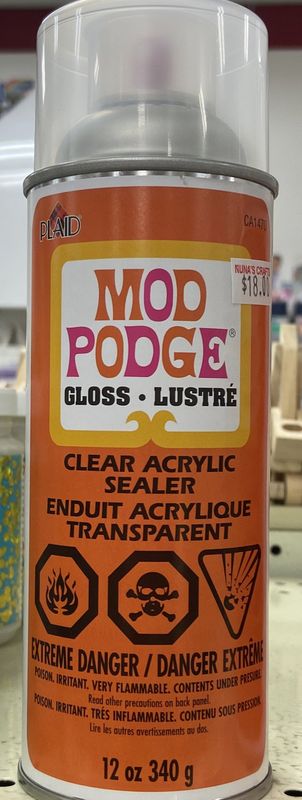 PLAID
CA1470
NUNA'S CRAFTS
$18.00
MOD
PODGE®
GLOSS • LUSTRÉ
CLEAR ACRYLIC
SEALER
ENDUIT ACRYLIQUE
TRANSPARENT
EXTREME DANGER / DANGER EXTRÊME
POISON. IRRITANT. VERY FLAMMABLE. CONTENTS UNDER PRESURE.
Read other precautions on back panel.
POISON. IRRITANT. TRÈS INFLAMMABLE. CONTENU SOUS PRESSION.
Lire les autres avertissements au dos.
12 oz 340 g